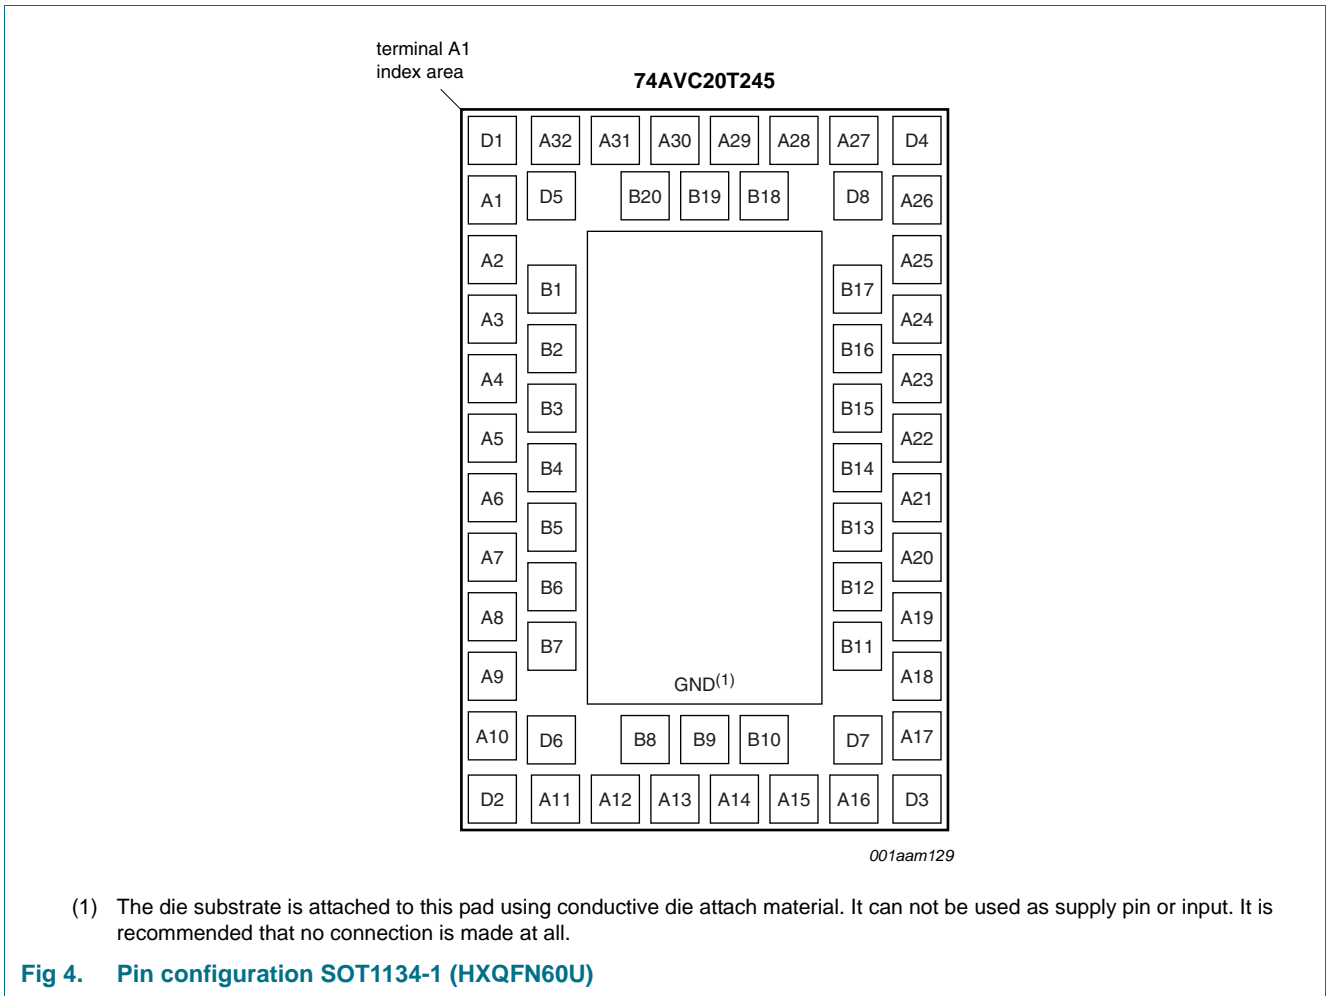 terminal A1
index area
74AVC20T245
D1 A32 A31 A30 A29 A28 A27 D4
A1 D5 B20 B19 B18 D8 A26
A2 A25
B1 B17
A3 A24
B2 B16
A4 A23
B3 B15
A5 A22
B4 B14
A6 A21
B5 B13
A7 A20
B6 B12
A8 A19
B7 B11
A9 GND(1) A18
A10 D6 B8 B9 B10 D7 A17
D2 A11 A12 A13 A14 A15 A16 D3
001aam129
(1) The die substrate is attached to this pad using conductive die attach material. It can not be used as supply pin or input. It is
recommended that no connection is made at all.
Fig 4. Pin configuration SOT1134-1 (HXQFN60U)